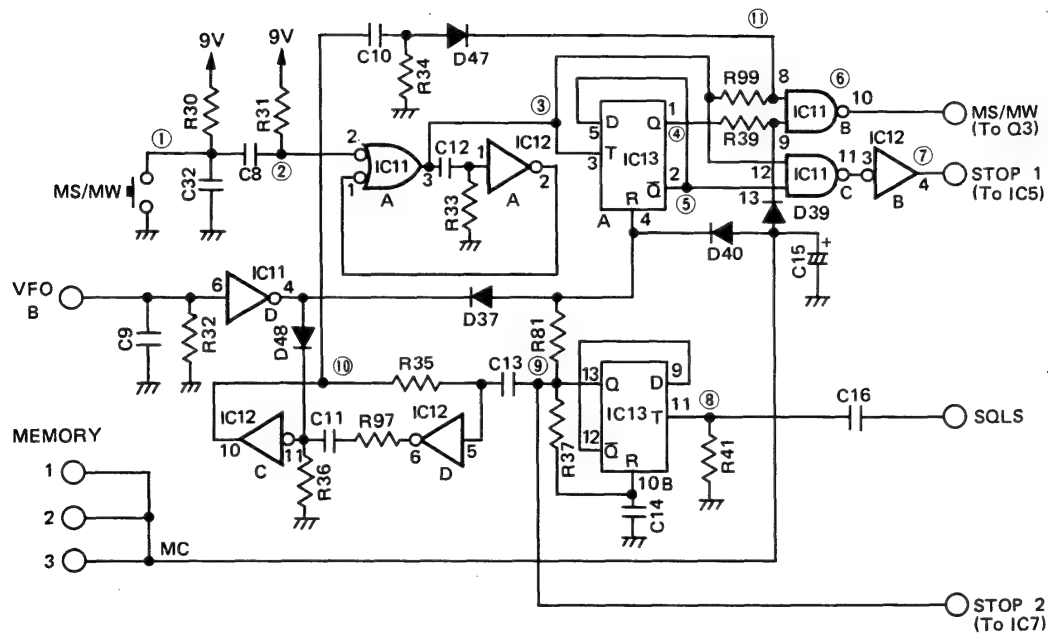 ⑪
9V 9V
C10
R34
D47
R30
R31
①
C8
②
C32
MS/MW
③
2
1
IC11
A
3
C12
R33
1
IC12
2
A
5
D
Q
1
④
T
3
IC13
Q̅
2
⑤
R
4
A
R99
R39
8
9
IC11
⑥
10
B
MS/MW
(To Q3)
12
13
IC11
11
C
IC12
3
⑦
4
B
STOP 1
(To IC5)
D39
D40
C15
+
VFO
B
C9
R32
6
IC11
4
D
D48
D37
R81
⑩
R35
C13
⑨
IC12
10
C
11
C11
R97
R36
IC12
6
5
D
13
Q
D
9
IC13
T
11
12
Q̅
R
10
B
R37
C14
⑧
R41
C16
SQLS
MEMORY
1
2
3
MC
STOP 2
(To IC7)